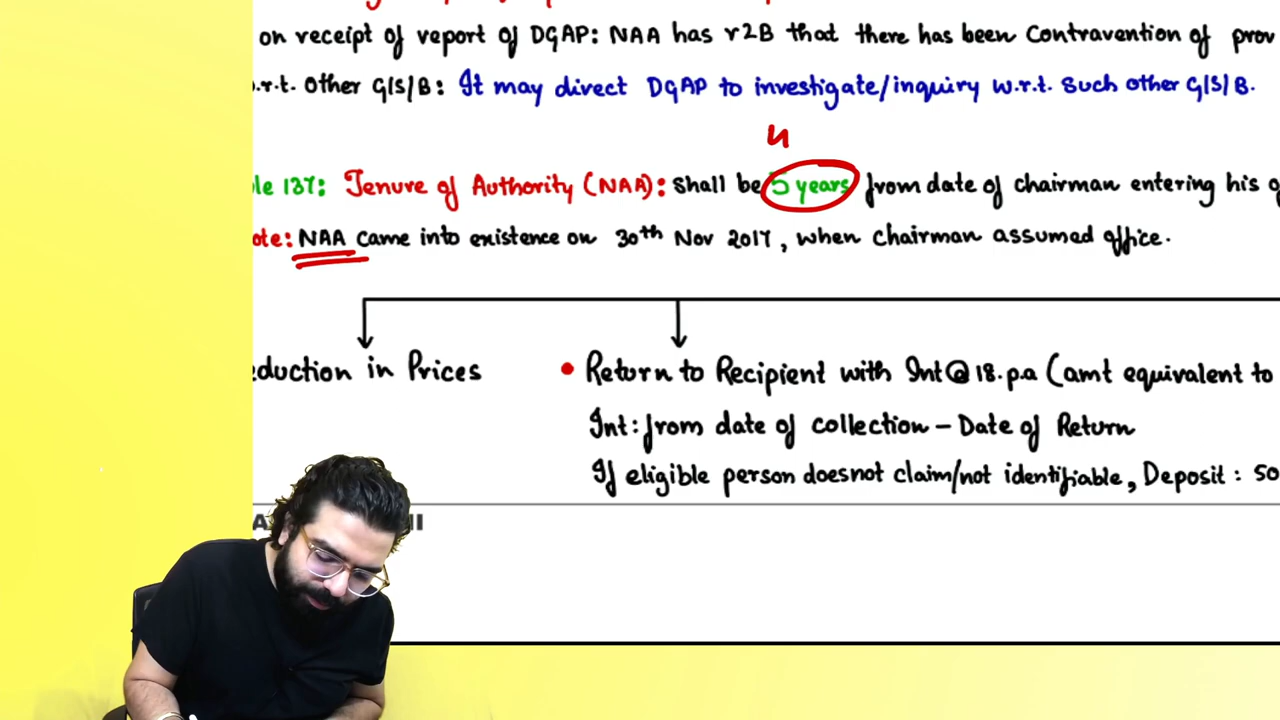 on receipt of report of DGAP: NAA has r2B that there has been Contravention of prov
.r.t. Other G/S/B: It may direct DGAP to investigate/inquiry w.r.t. Such other G/S/B.
4
le 137: Tenure of Authority (NAA): Shall be 5 years from date of chairman entering his o
ote: NAA came into existence on 30th Nov 2017, when Chairman assumed office.
eduction in Prices
• Return to Recipient with Int@18.p.a (amt equivalent to
Int: from date of collection – Date of Return
If eligible person doesnot claim/not identifiable, Deposit: 50